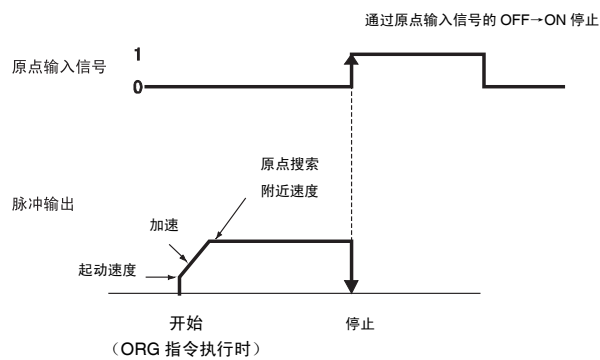 通过原点输入信号的 OFF→ON 停止
原点输入信号
1
0
原点搜索
附近速度
脉冲输出
加速
起动速度
开始
停止
（ORG 指令执行时）